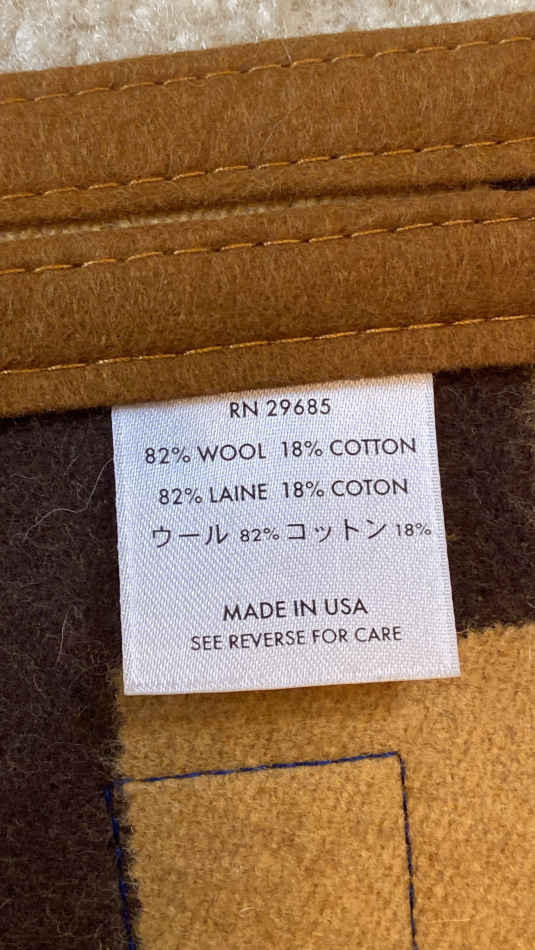 RN 29685
82% WOOL 18% COTTON
82% LAINE 18% COTON
ウール 82% コットン 18%
MADE IN USA
SEE REVERSE FOR CARE